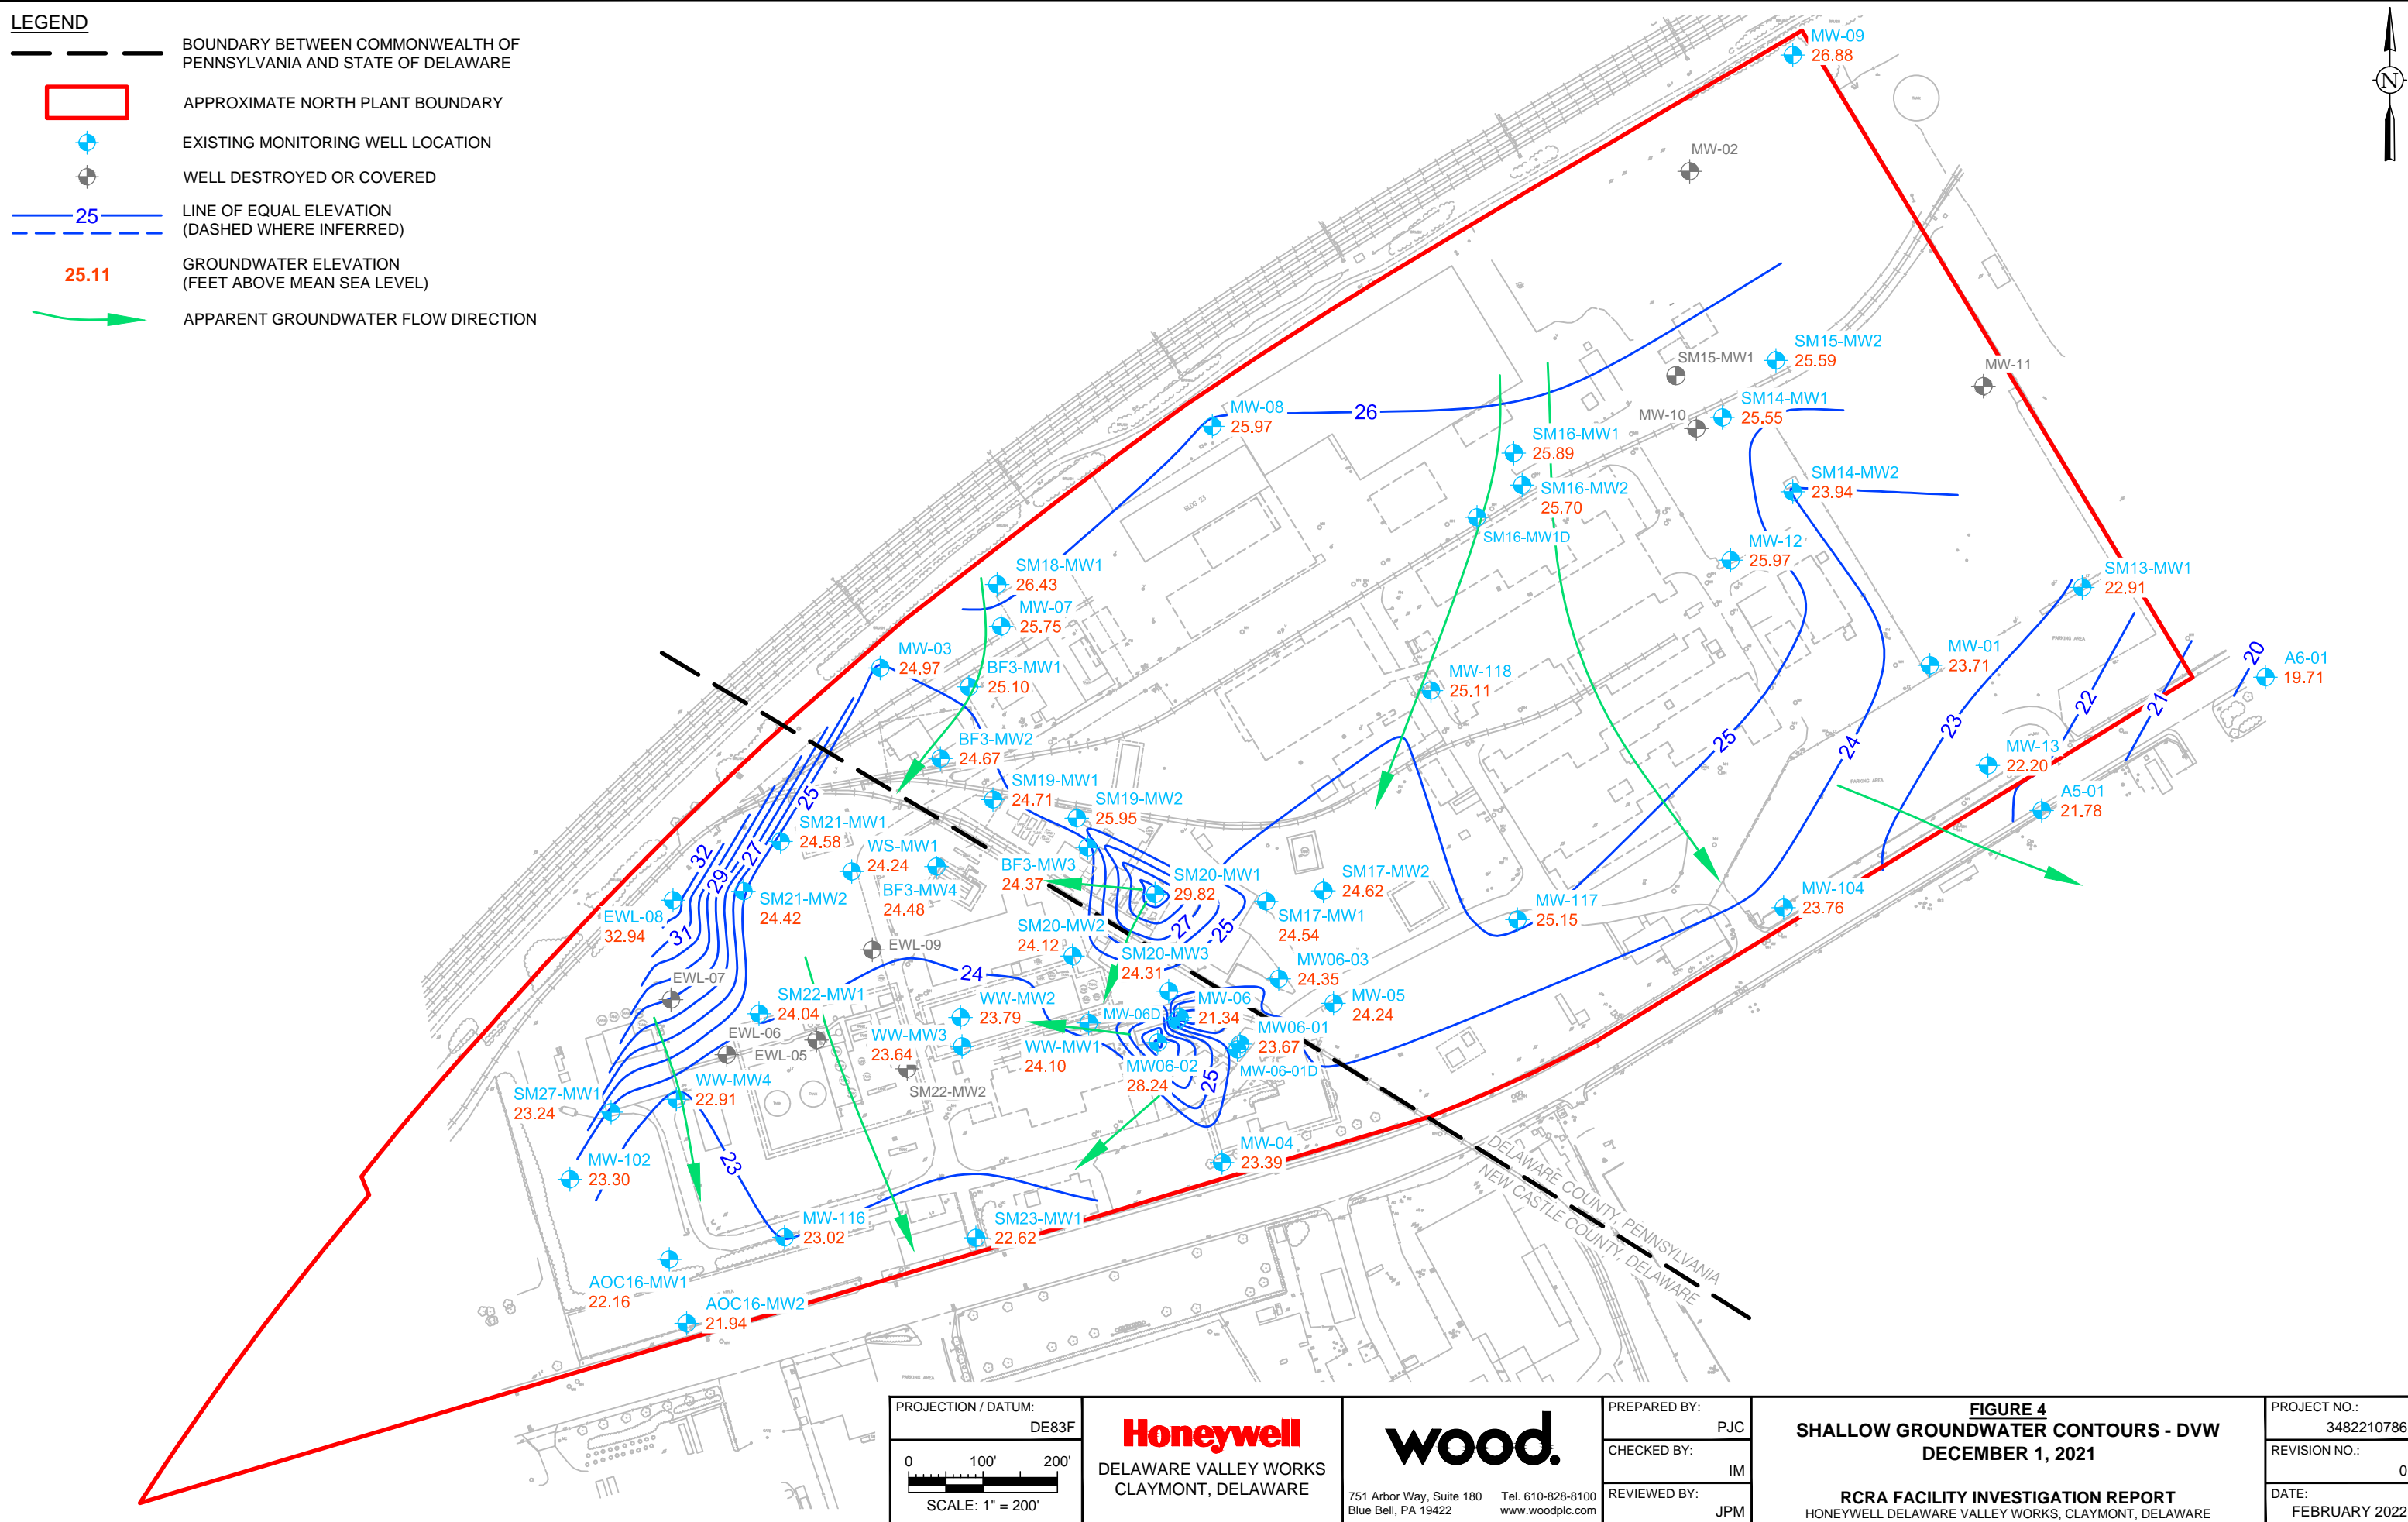 LEGEND
BOUNDARY BETWEEN COMMONWEALTH OF
PENNSYLVANIA AND STATE OF DELAWARE
APPROXIMATE NORTH PLANT BOUNDARY
EXISTING MONITORING WELL LOCATION
WELL DESTROYED OR COVERED
25
LINE OF EQUAL ELEVATION
(DASHED WHERE INFERRED)
25.11
GROUNDWATER ELEVATION
(FEET ABOVE MEAN SEA LEVEL)
APPARENT GROUNDWATER FLOW DIRECTION
N
MW-09
26.88
MW-02
SM15-MW2
25.59
SM15-MW1
MW-11
SM14-MW1
25.55
MW-10
MW-08
25.97
26
SM16-MW1
25.89
SM16-MW2
25.70
SM16-MW1D
SM14-MW2
23.94
MW-12
25.97
BLDG 23
SM18-MW1
26.43
MW-07
25.75
SM13-MW1
22.91
PARKING AREA
MW-03
24.97
BF3-MW1
25.10
MW-118
25.11
MW-01
23.71
A6-01
19.71
20
21
22
23
24
25
BF3-MW2
24.67
MW-13
22.20
PARKING AREA
A5-01
21.78
SM19-MW1
24.71
SM19-MW2
25.95
25
27
29
31
32
SM21-MW1
24.58
WS-MW1
24.24
BF3-MW4
24.48
BF3-MW3
24.37
SM20-MW1
29.82
SM17-MW2
24.62
SM17-MW1
24.54
MW-104
23.76
MW-117
25.15
EWL-08
32.94
SM21-MW2
24.42
27
25
SM20-MW2
24.12
EWL-09
SM20-MW3
24.31
MW06-03
24.35
24
EWL-07
MW-05
24.24
SM22-MW1
24.04
WW-MW2
23.79
MW-06D
MW-06
21.34
EWL-06
EWL-05
WW-MW3
23.64
WW-MW1
24.10
MW06-01
23.67
MW-06-01D
MW06-02
28.24
25
SM22-MW2
TANK
TANK
WW-MW4
22.91
SM27-MW1
23.24
23
MW-102
23.30
MW-04
23.39
DELAWARE COUNTY, PENNSYLVANIA
NEW CASTLE COUNTY, DELAWARE
MW-116
23.02
SM23-MW1
22.62
AOC16-MW1
22.16
AOC16-MW2
21.94
PARKING AREA
PROJECTION / DATUM:
DE83F
0 100' 200'
SCALE: 1" = 200'
Honeywell
DELAWARE VALLEY WORKS
CLAYMONT, DELAWARE
wood.
751 Arbor Way, Suite 180 Tel. 610-828-8100
Blue Bell, PA 19422 www.woodplc.com
PREPARED BY:
PJC
CHECKED BY:
IM
REVIEWED BY:
JPM
FIGURE 4
SHALLOW GROUNDWATER CONTOURS - DVW
DECEMBER 1, 2021
RCRA FACILITY INVESTIGATION REPORT
HONEYWELL DELAWARE VALLEY WORKS, CLAYMONT, DELAWARE
PROJECT NO.:
3482210786
REVISION NO.:
0
DATE:
FEBRUARY 2022